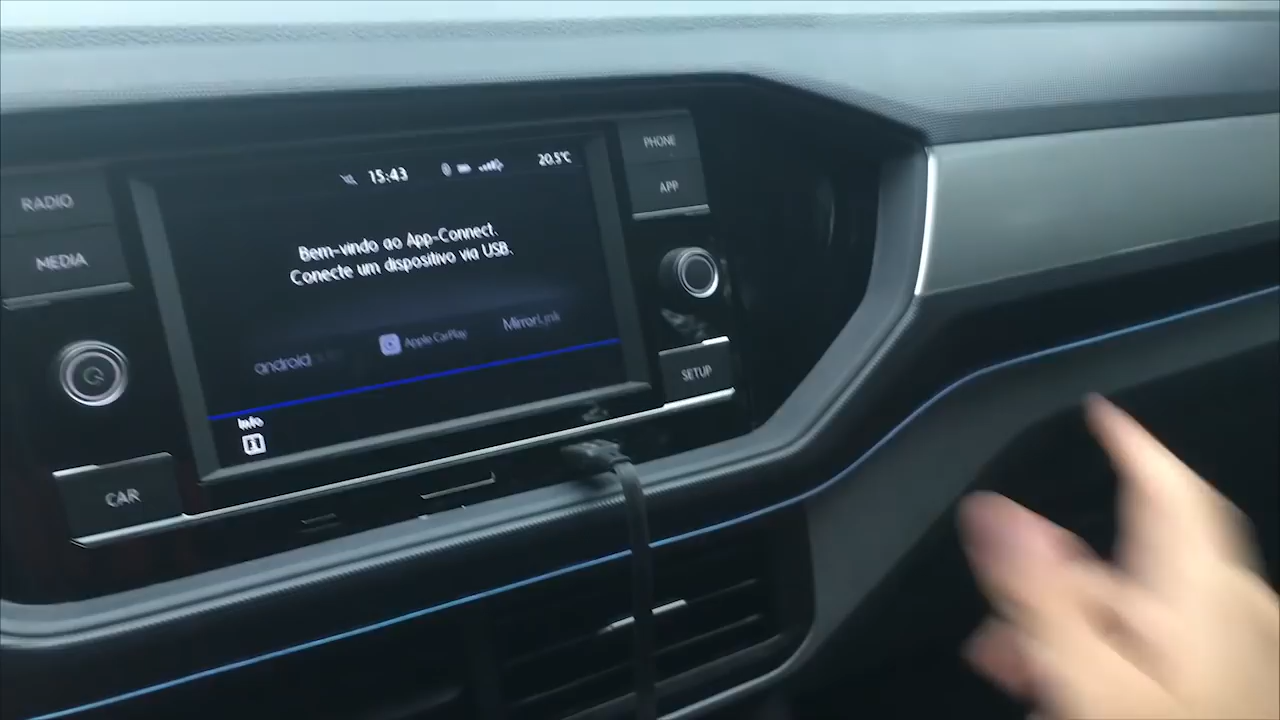 RADIO
MEDIA
CAR
15:43
20.5°C
Bem-vindo ao App-Connect.
Conecte um dispositivo via USB.
android
Apple CarPlay
MirrorLink
Info
PHONE
APP
SETUP